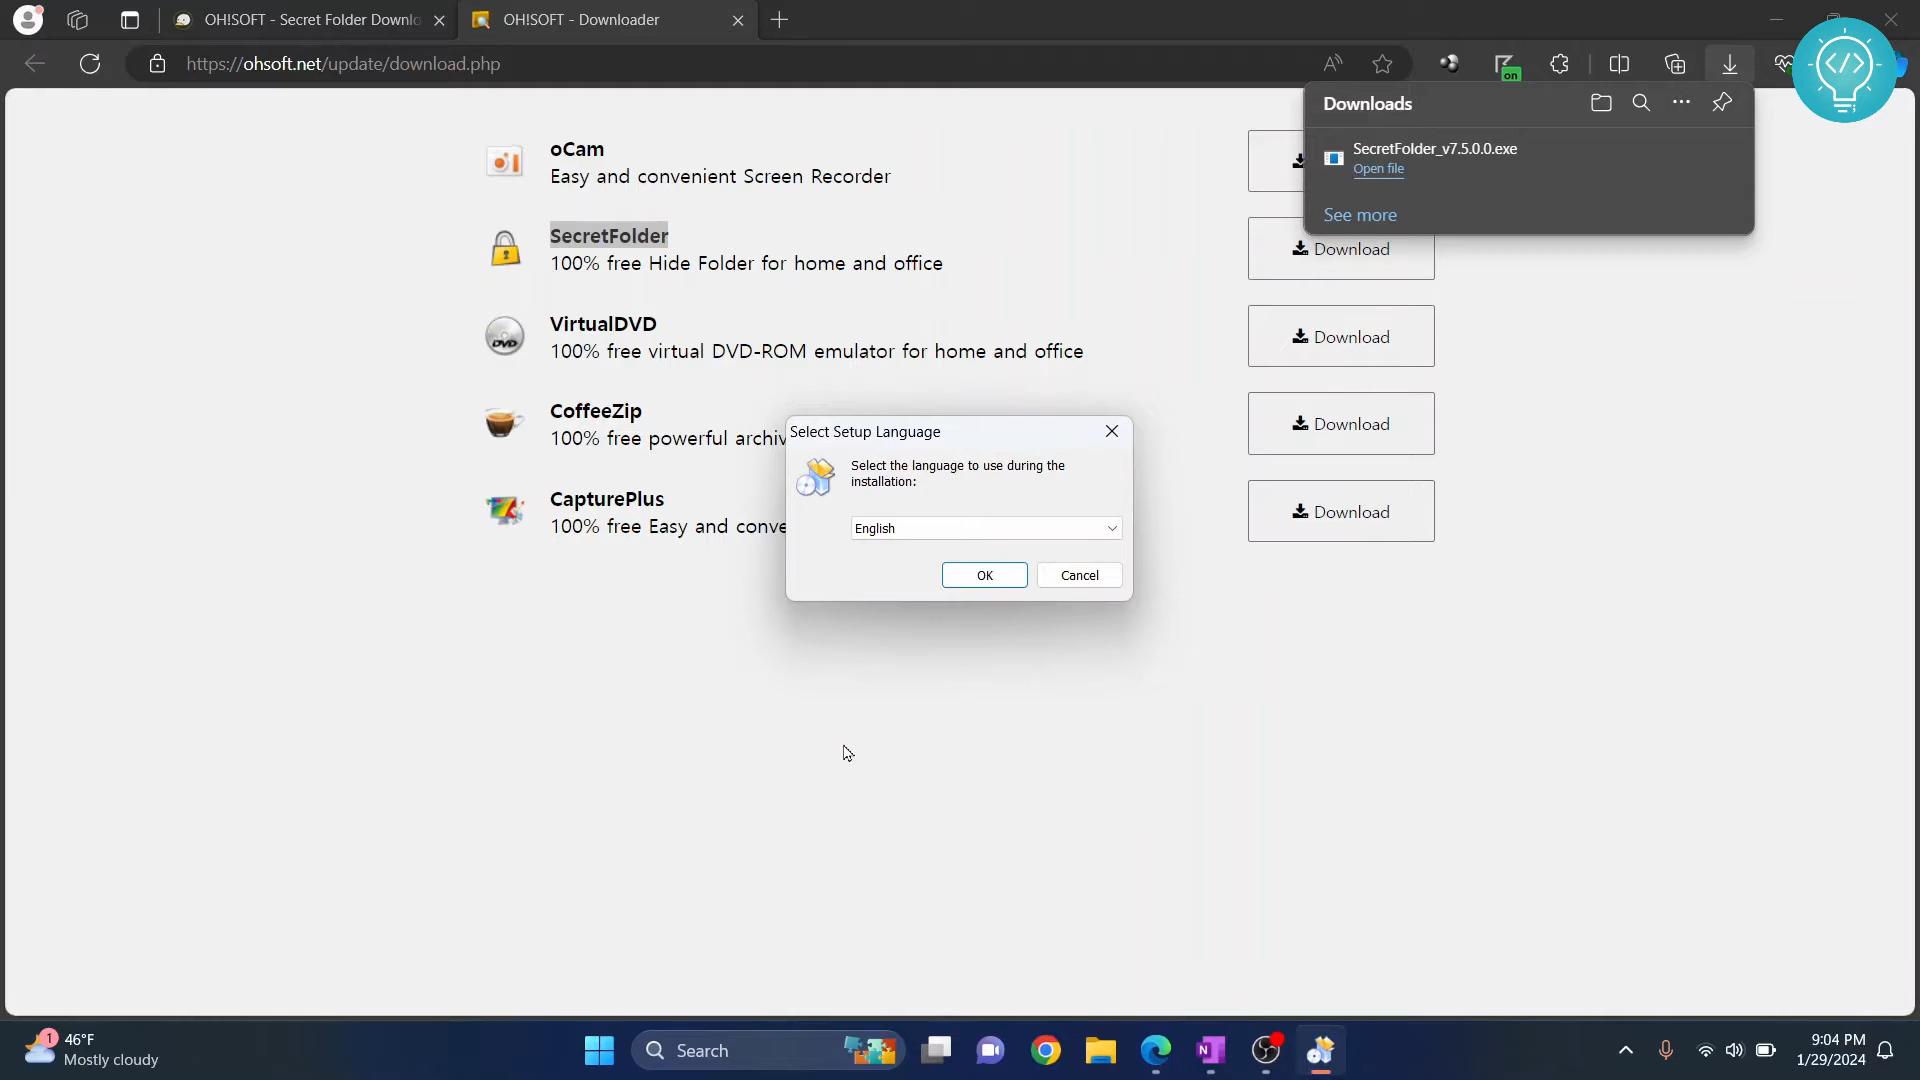 OH!SOFT - Secret Folder Downlo
OH!SOFT - Downloader
https://ohsoft.net/update/download.php
on
Downloads
SecretFolder_v7.5.0.0.exe
Open file
See more
oCam
Easy and convenient Screen Recorder
SecretFolder
100% free Hide Folder for home and office
Download
VirtualDVD
100% free virtual DVD-ROM emulator for home and office
Download
CoffeeZip
100% free powerful archiv
Download
CapturePlus
100% free Easy and conve
Download
DVD
Select Setup Language
Select the language to use during the
installation:
English
OK
Cancel
1
46°F
Mostly cloudy
Search
N
9:04 PM
1/29/2024